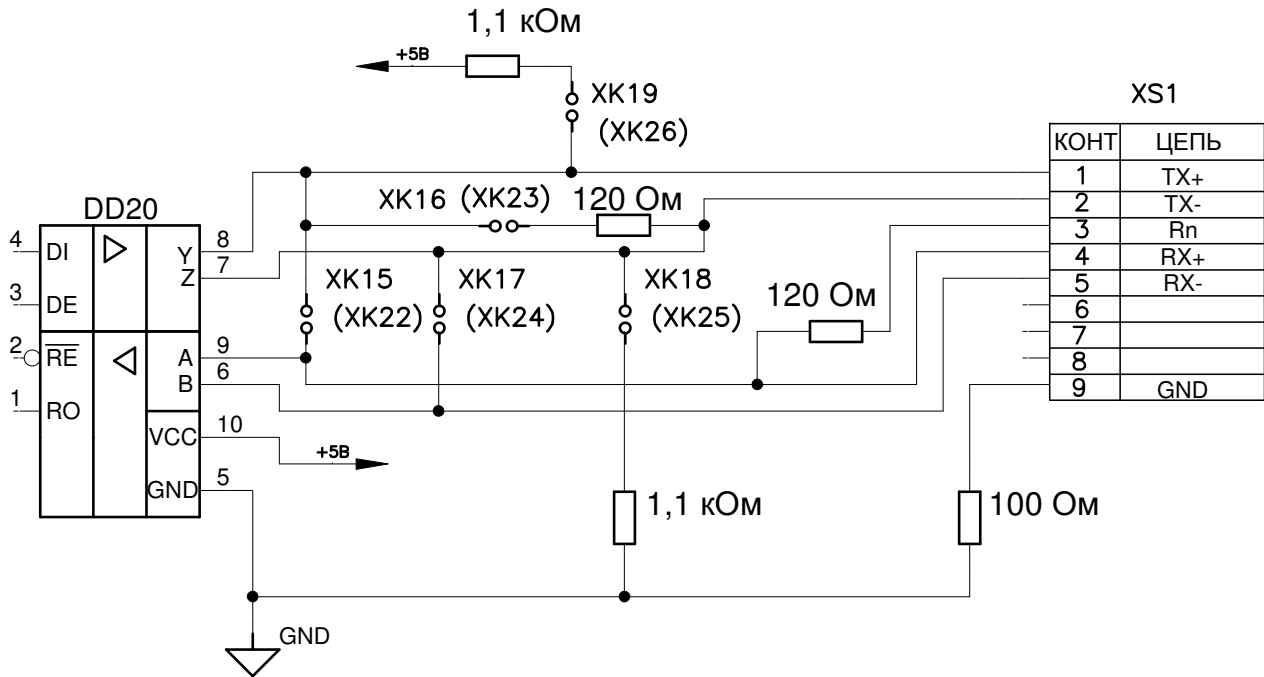 1,1 кОм
+5В
XK19
(XK26)
XS1
КОНТ ЦЕПЬ
1 TX+
2 TX-
3 Rn
4 RX+
5 RX-
6
7
8
9 GND
XK16 (XK23) 120 Ом
DD20
4 DI Y 8
Z 7
3 DE
2 RE A 9
B 6
1 RO
VCC 10
+5В
GND 5
XK15
(XK22)
XK17
(XK24)
XK18
(XK25)
120 Ом
1,1 кОм
100 Ом
GND